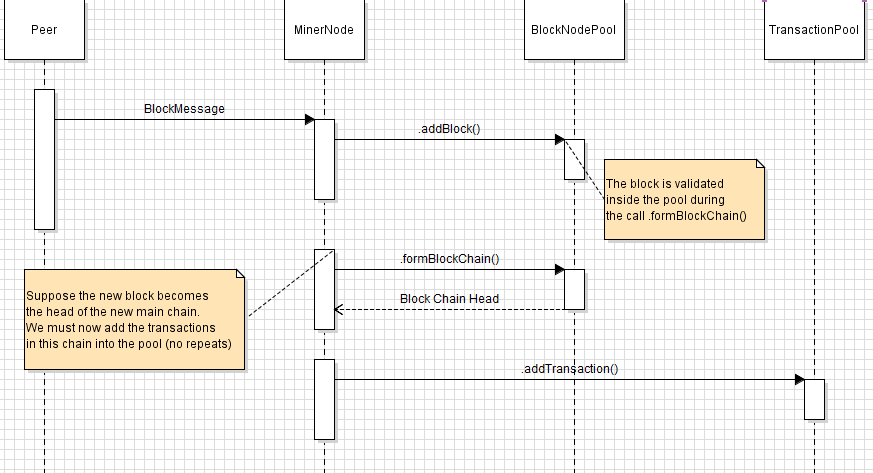 Peer
MinerNode
BlockNodePool
TransactionPool
BlockMessage
.addBlock()
The block is validated
inside the pool during
the call .formBlockChain()
.formBlockChain()
Block Chain Head
Suppose the new block becomes
the head of the new main chain.
We must now add the transactions
in this chain into the pool (no repeats)
.addTransaction()